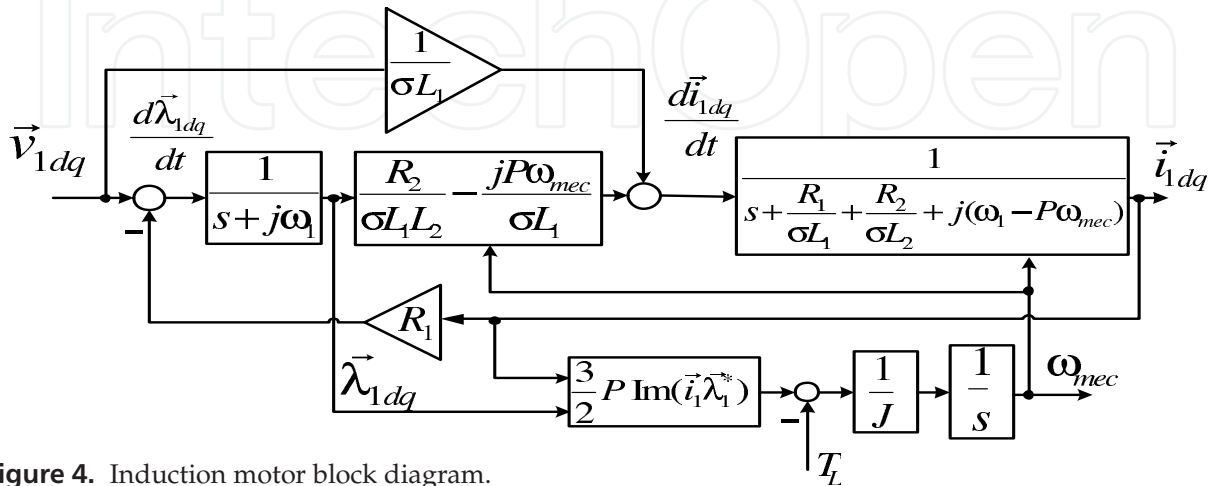 IntechOpen
1
σL₁
v⃗₁dq
dλ⃗₁dq
dt
1
s + jω₁
R₂
σL₁L₂
−
jPω_mec
σL₁
di⃗₁dq
dt
1
s + R₁/σL₁ + R₂/σL₂ + j(ω₁ − Pω_mec)
i⃗₁dq
-
R₁
λ⃗₁dq
3/2 P Im(i⃗₁λ⃗₁*)
-
T_L
1
J
1
s
ω_mec
igure 4. Induction motor block diagram.